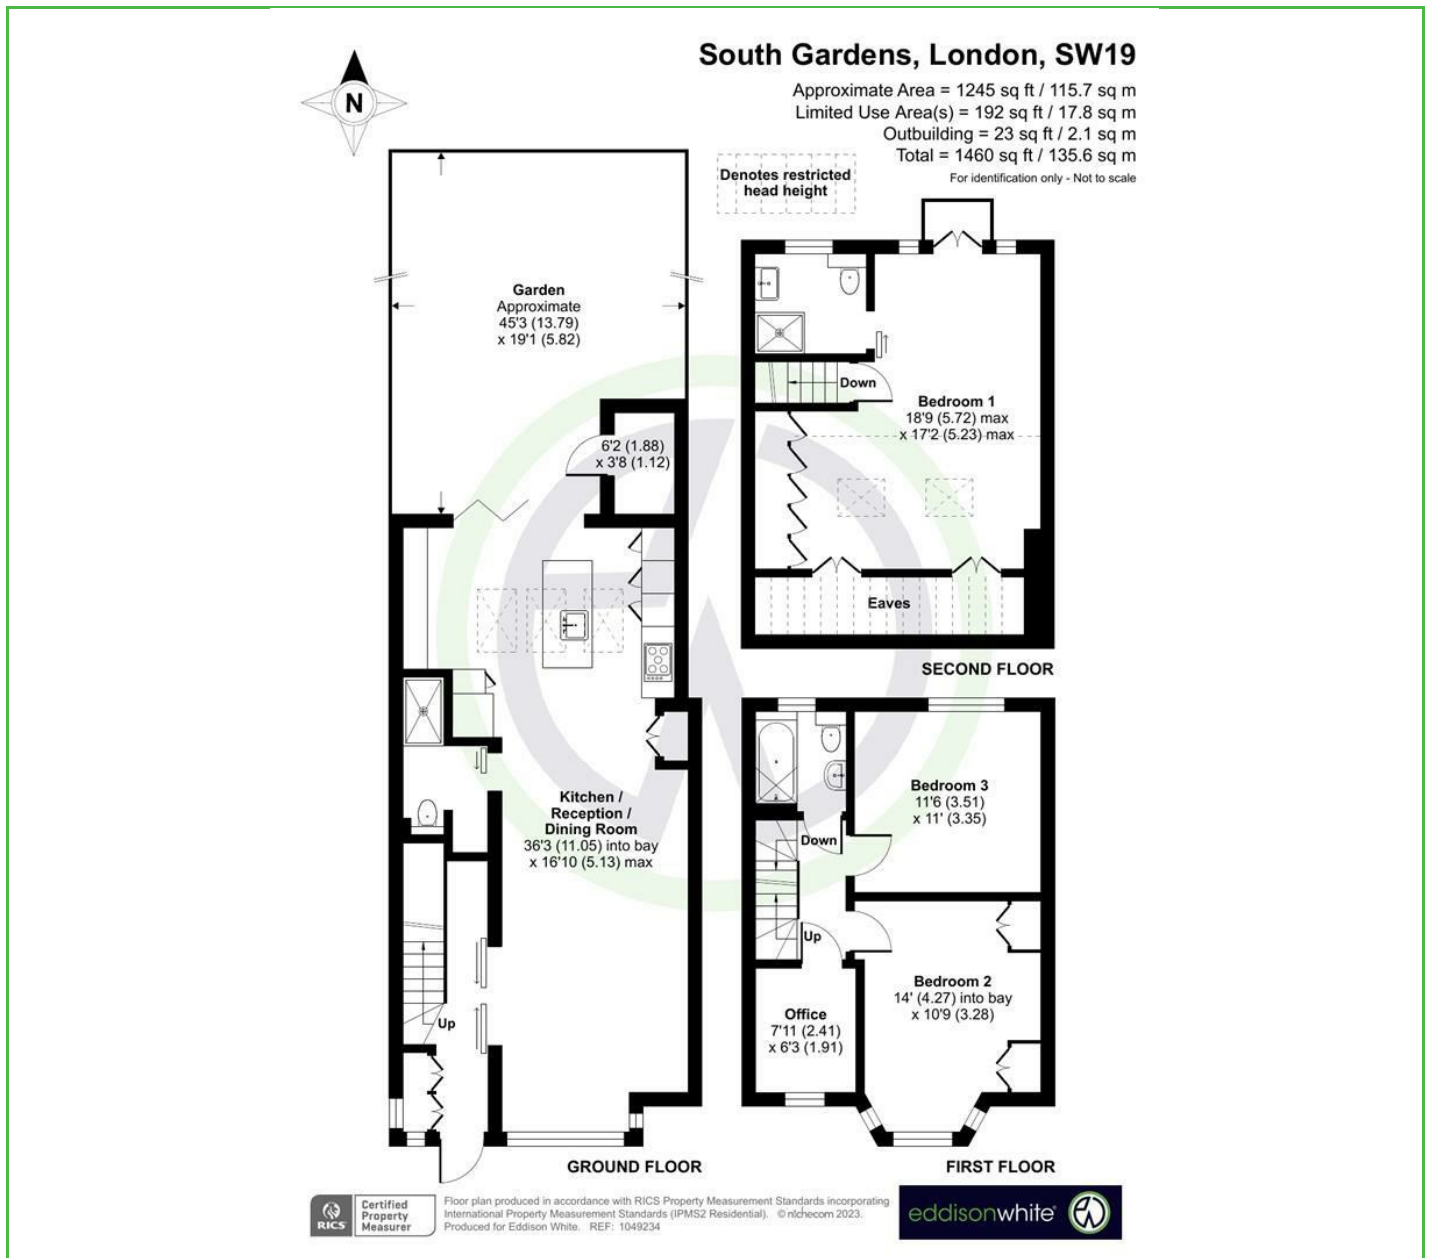 South Gardens, London, SW19
Approximate Area = 1245 sq ft / 115.7 sq m
Limited Use Area(s) = 192 sq ft / 17.8 sq m
Outbuilding = 23 sq ft / 2.1 sq m
Total = 1460 sq ft / 135.6 sq m
For identification only - Not to scale
N
Denotes restricted
head height
Garden
Approximate
45'3 (13.79)
x 19'1 (5.82)
6'2 (1.88)
x 3'8 (1.12)
Kitchen /
Reception /
Dining Room
36'3 (11.05) into bay
x 16'10 (5.13) max
Up
GROUND FLOOR
Down
Bedroom 1
18'9 (5.72) max
x 17'2 (5.23) max
Eaves
SECOND FLOOR
Bedroom 3
11'6 (3.51)
x 11' (3.35)
Down
Up
Bedroom 2
14' (4.27) into bay
x 10'9 (3.28)
Office
7'11 (2.41)
x 6'3 (1.91)
FIRST FLOOR
RICS
Certified
Property
Measurer
Floor plan produced in accordance with RICS Property Measurement Standards incorporating
International Property Measurement Standards (IPMS2 Residential). © nichecom 2023.
Produced for Eddison White. REF: 1049234
eddisonwhite